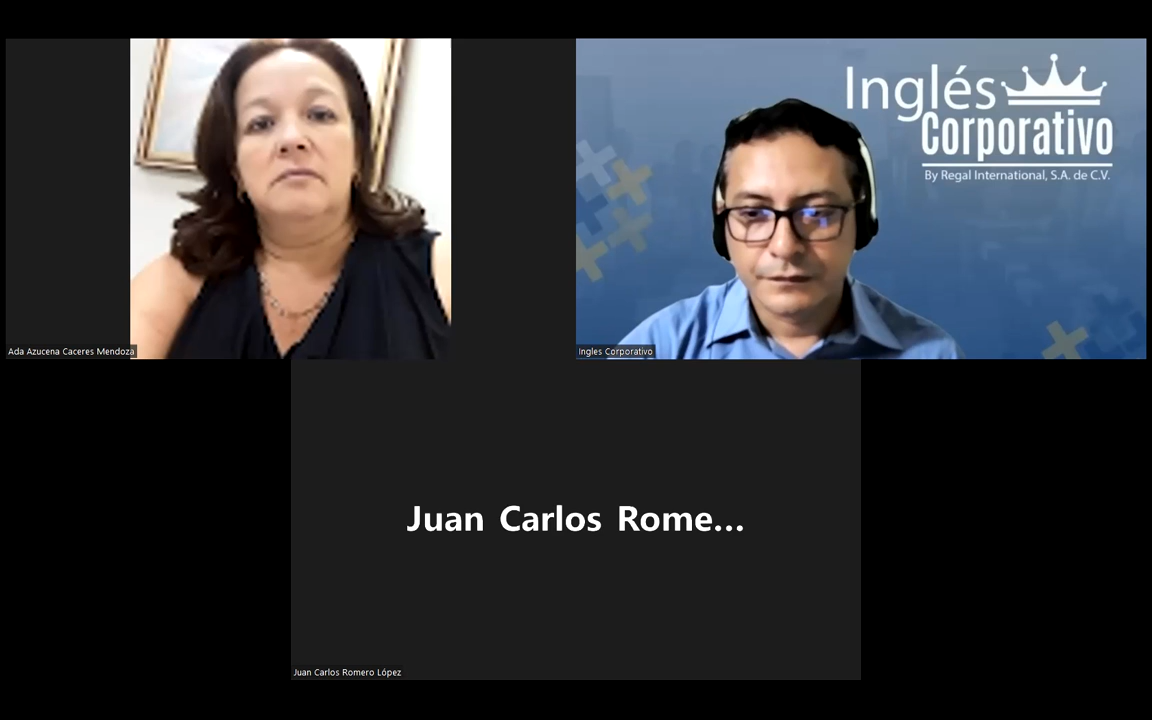 Inglés
Corporativo
By Regal International, S.A. de C.V.
Ada Azucena Caceres Mendoza
Ingles Corporativo
Juan Carlos Rome...
Juan Carlos Romero López